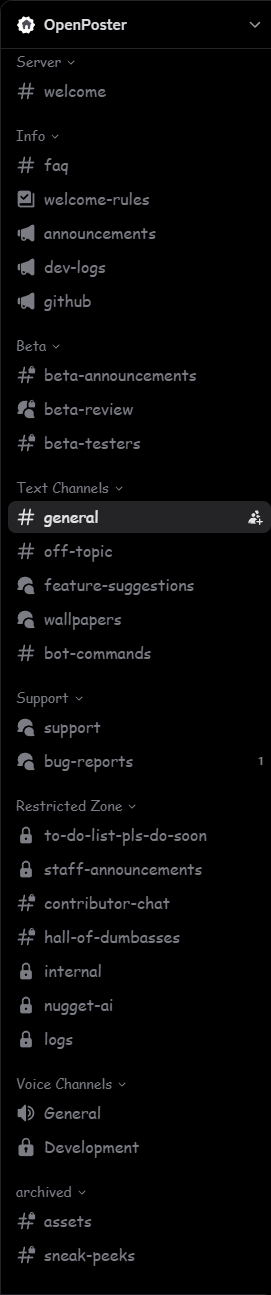 OpenPoster
Server
welcome
Info
faq
welcome-rules
announcements
dev-logs
github
Beta
beta-announcements
beta-review
beta-testers
Text Channels
general
off-topic
feature-suggestions
wallpapers
bot-commands
Support
support
bug-reports 1
Restricted Zone
to-do-list-pls-do-soon
staff-announcements
contributor-chat
hall-of-dumbasses
internal
nugget-ai
logs
Voice Channels
General
Development
archived
assets
sneak-peeks